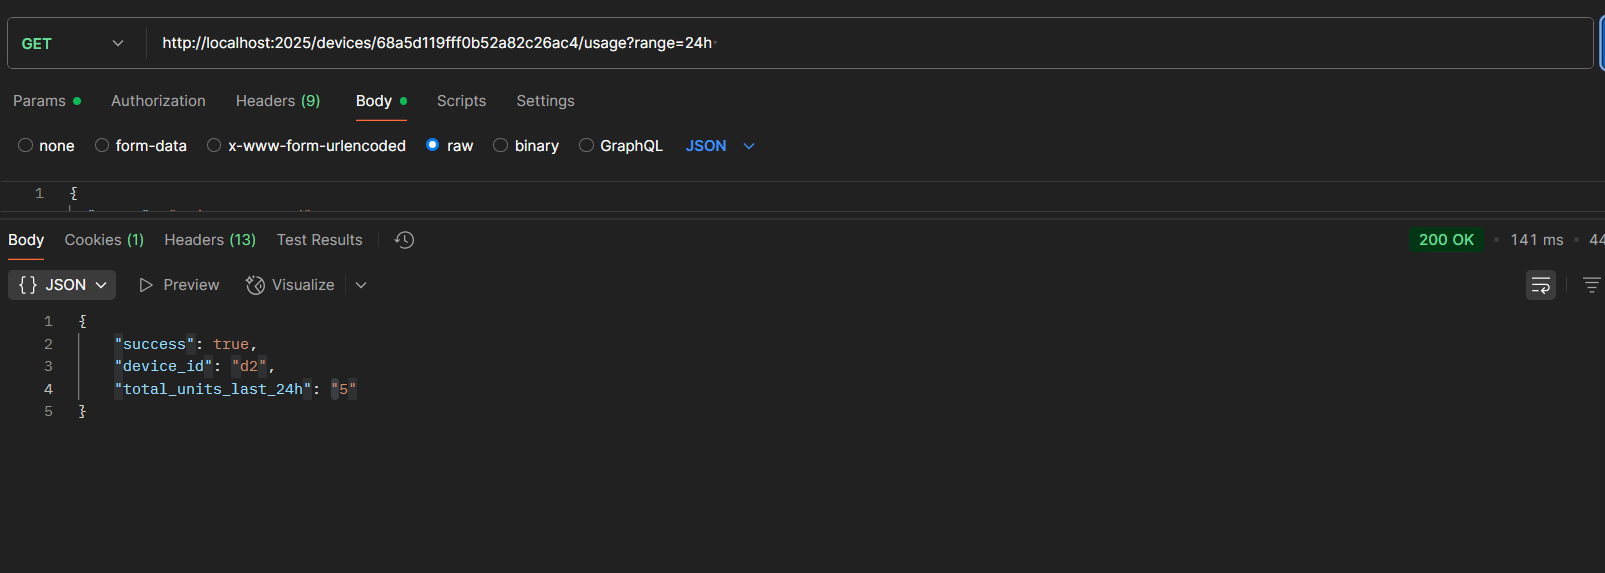 GET http://localhost:2025/devices/68a5d119fff0b52a82c26ac4/usage?range=24h
Params Authorization Headers (9) Body Scripts Settings
none form-data x-www-form-urlencoded raw binary GraphQL JSON
1 {
Body Cookies (1) Headers (13) Test Results 200 OK 141 ms 44
{} JSON Preview Visualize
1 {
2 "success": true,
3 "device_id": "d2",
4 "total_units_last_24h": "5"
5 }